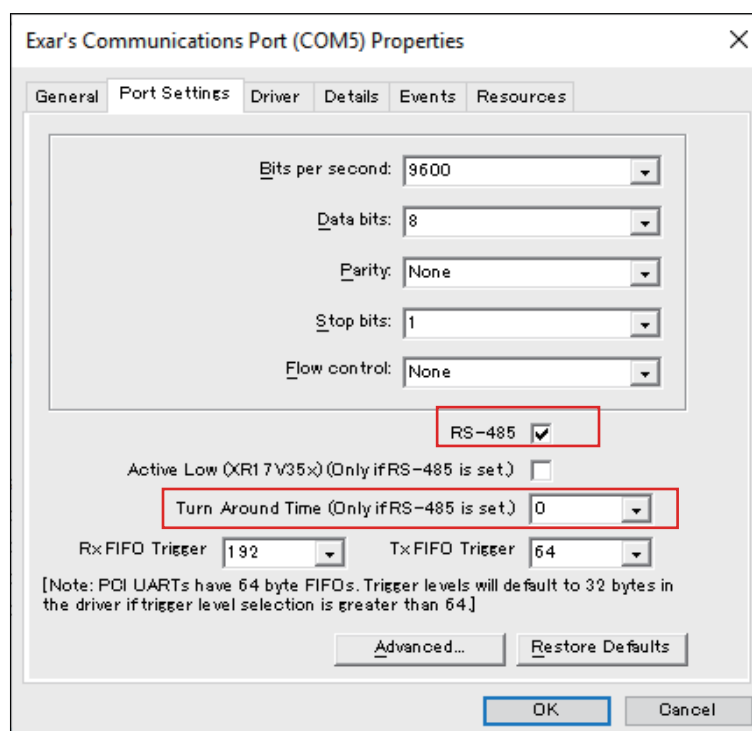 Exar's Communications Port (COM5) Properties
General Port Settings Driver Details Events Resources
Bits per second: 9600
Data bits: 8
Parity: None
Stop bits: 1
Flow control: None
RS-485
Active Low (XR17V35x) (Only if RS-485 is set.)
Turn Around Time (Only if RS-485 is set.) 0
Rx FIFO Trigger 192 Tx FIFO Trigger 64
[Note: PCI UARTs have 64 byte FIFOs. Trigger levels will default to 32 bytes in
the driver if trigger level selection is greater than 64.]
Advanced... Restore Defaults
OK Cancel